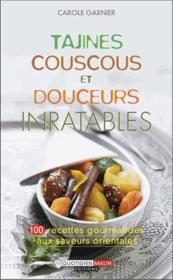 CAROLE GARNIER
TAJINES
COUSCOUS
ET
DOUCEURS
INRATABLES
100 recettes gourmandes
aux saveurs orientales
QUOTIDIEN MALIN
ÉDITIONS